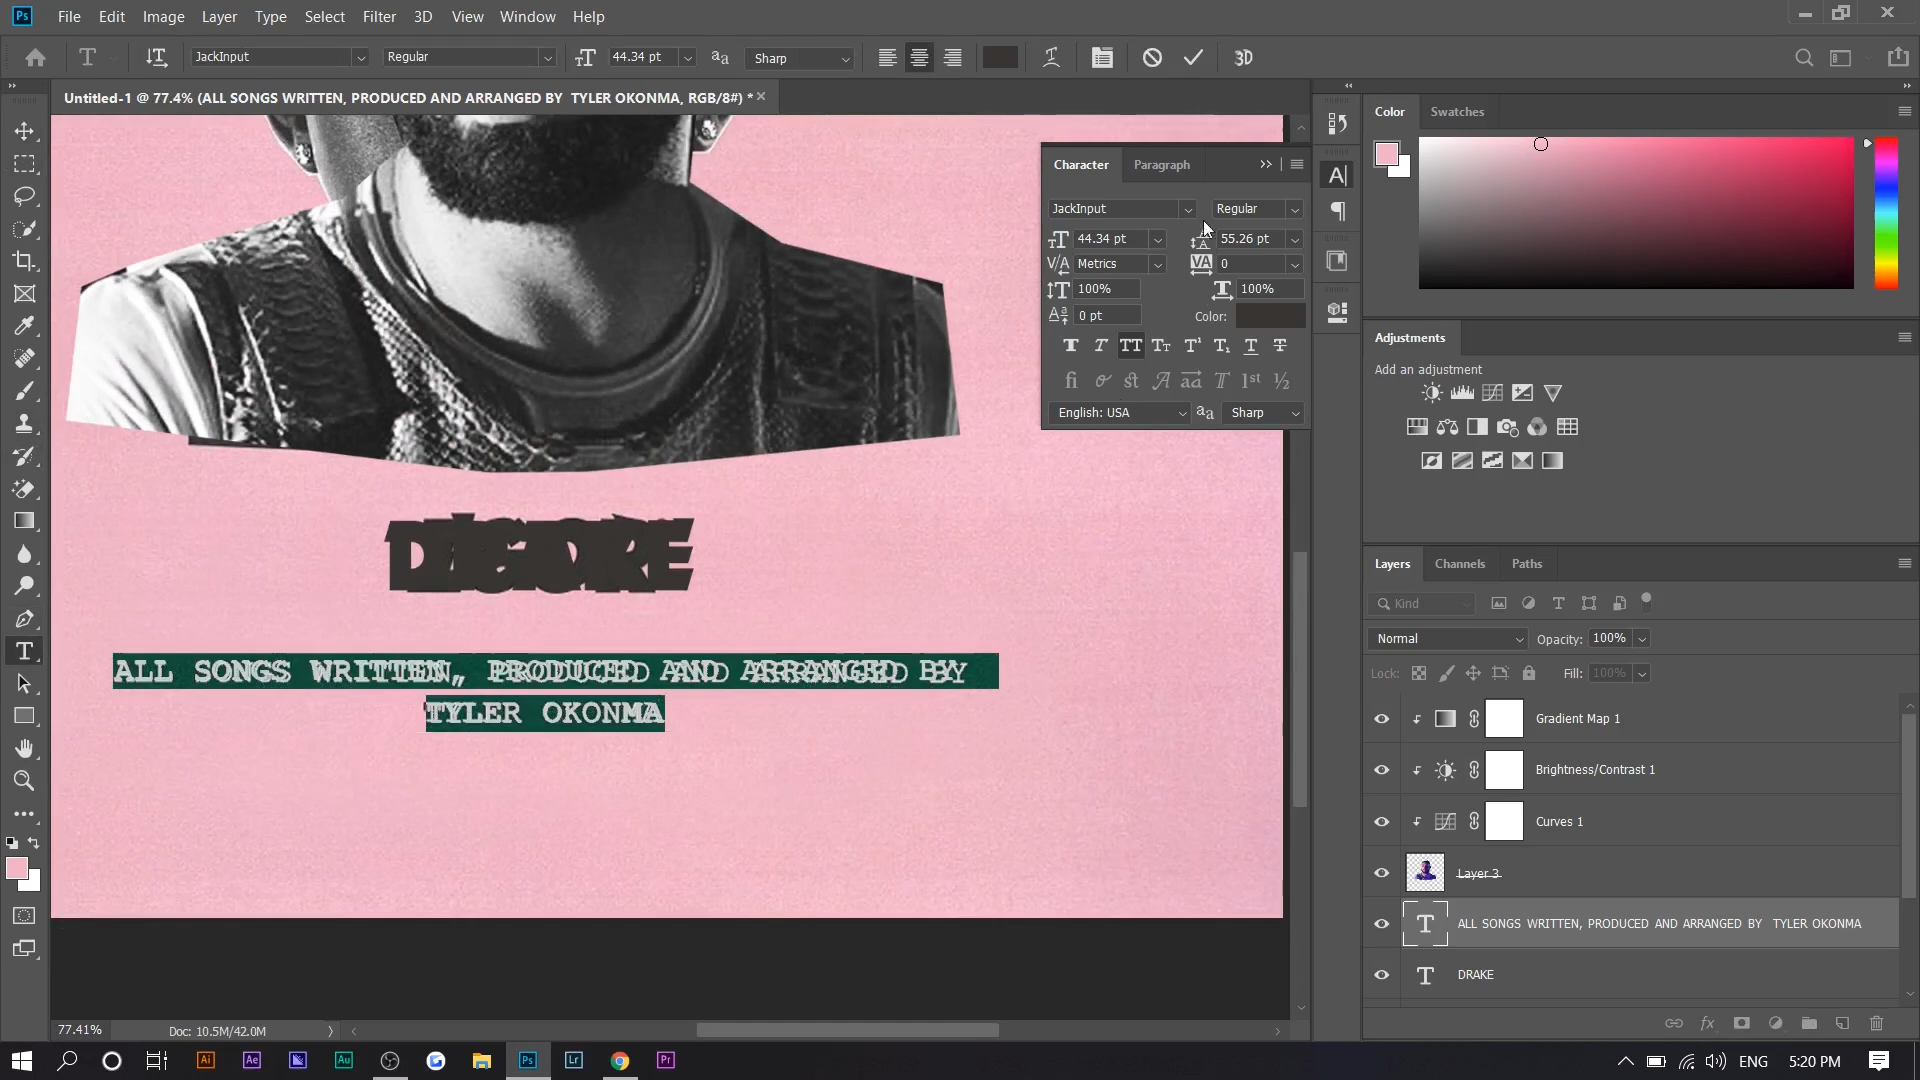 File Edit Image Layer Type Select Filter 3D View Window Help
JackInput Regular 44.34 pt Sharp 3D
Untitled-1 @ 77.4% (ALL SONGS WRITTEN, PRODUCED AND ARRANGED BY TYLER OKONMA, RGB/8#) *
Color Swatches
Character Paragraph
JackInput Regular
44.34 pt 55.26 pt
Metrics 0
100% 100%
0 pt Color:
English: USA Sharp
Adjustments
Add an adjustment
ALL SONGS WRITTEN, PRODUCED AND ARRANGED BY
TYLER OKONMA
Layers Channels Paths
Kind
Normal Opacity: 100%
Lock: Fill: 100%
Gradient Map 1
Brightness/Contrast 1
Curves 1
Layer 3
ALL SONGS WRITTEN, PRODUCED AND ARRANGED BY TYLER OKONMA
DRAKE
77.41% Doc: 10.5M/42.0M
ENG 5:20 PM